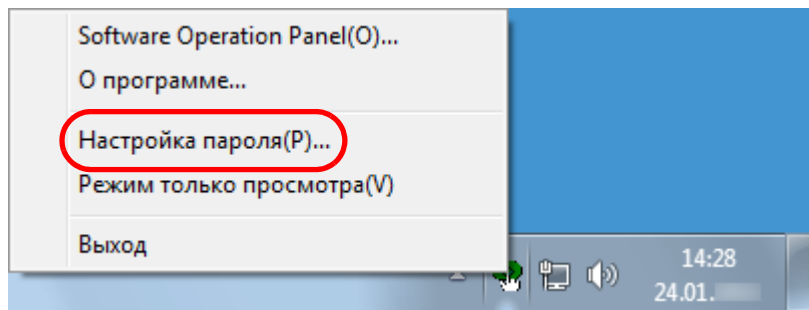 Software Operation Panel(O)...
О программе...
Настройка пароля(P)...
Режим только просмотра(V)
Выход
14:28
24.01.